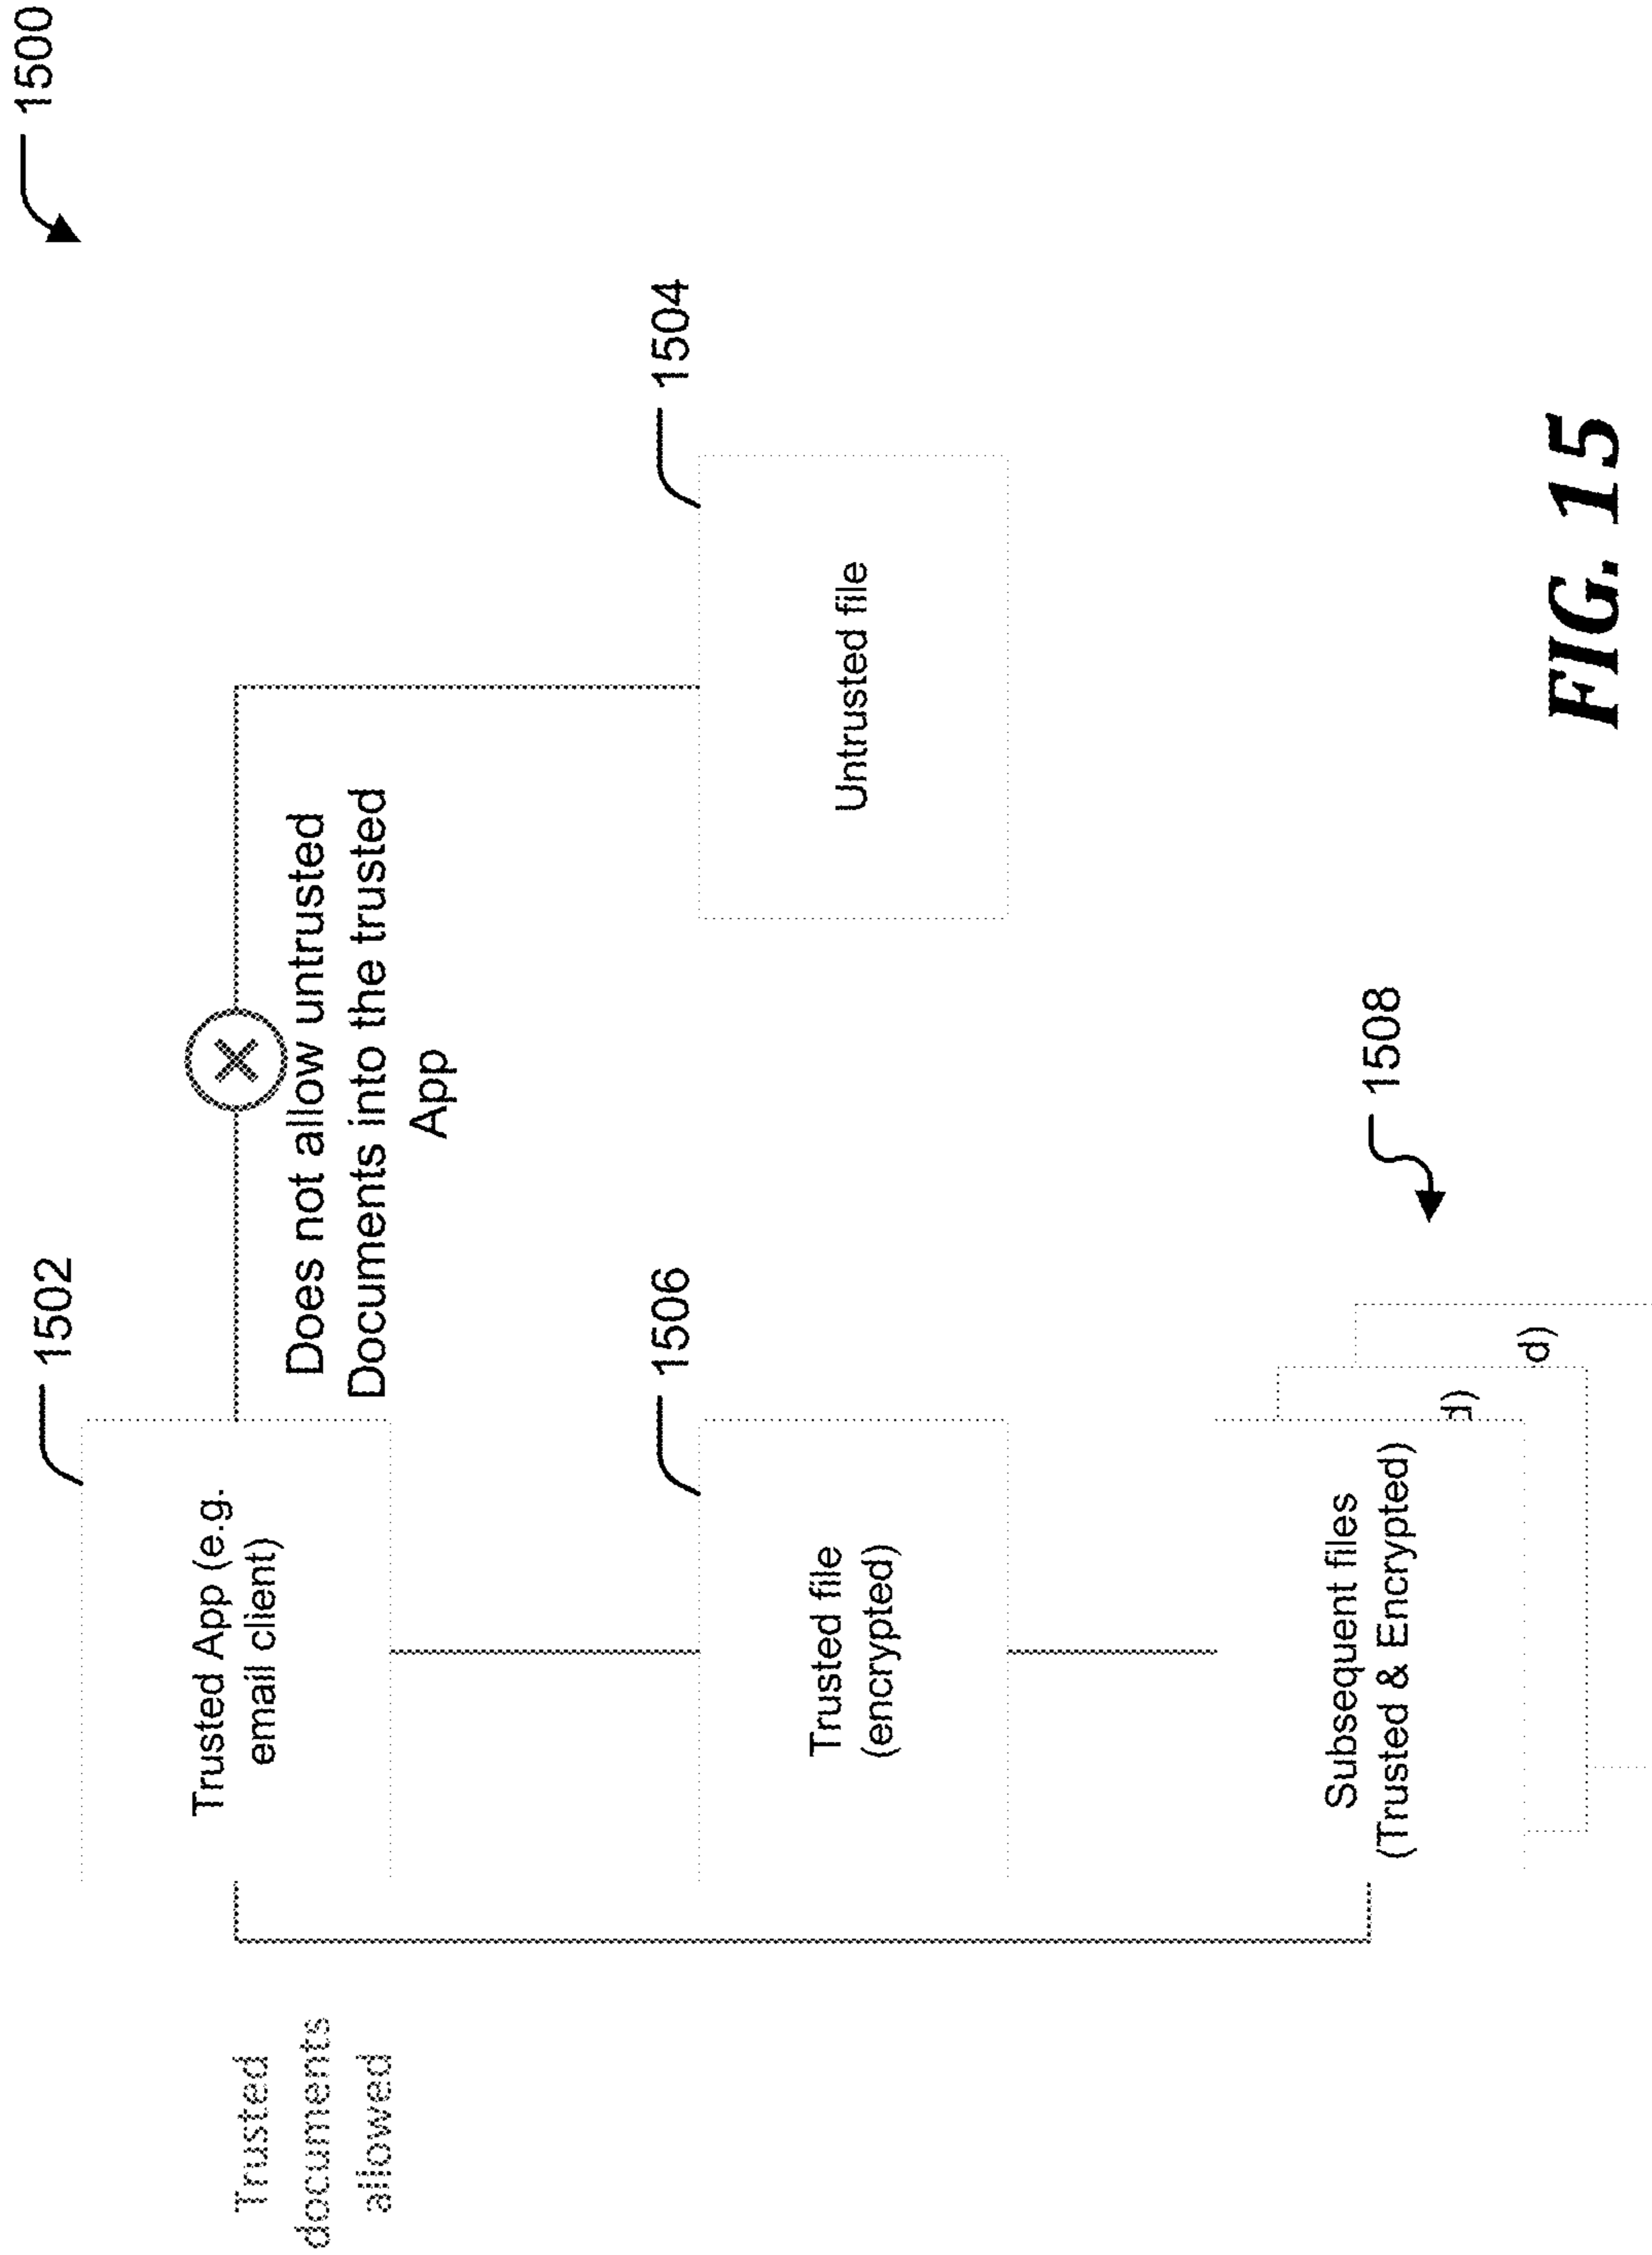 1500
1502
Trusted App (e.g.
email client)
Trusted
documents
allowed
Does not allow untrusted
Documents into the trusted
App
1506
Trusted file
(encrypted)
1504
Untrusted file
1508
Subsequent files
(Trusted & Encrypted)
d)
d)
FIG. 15